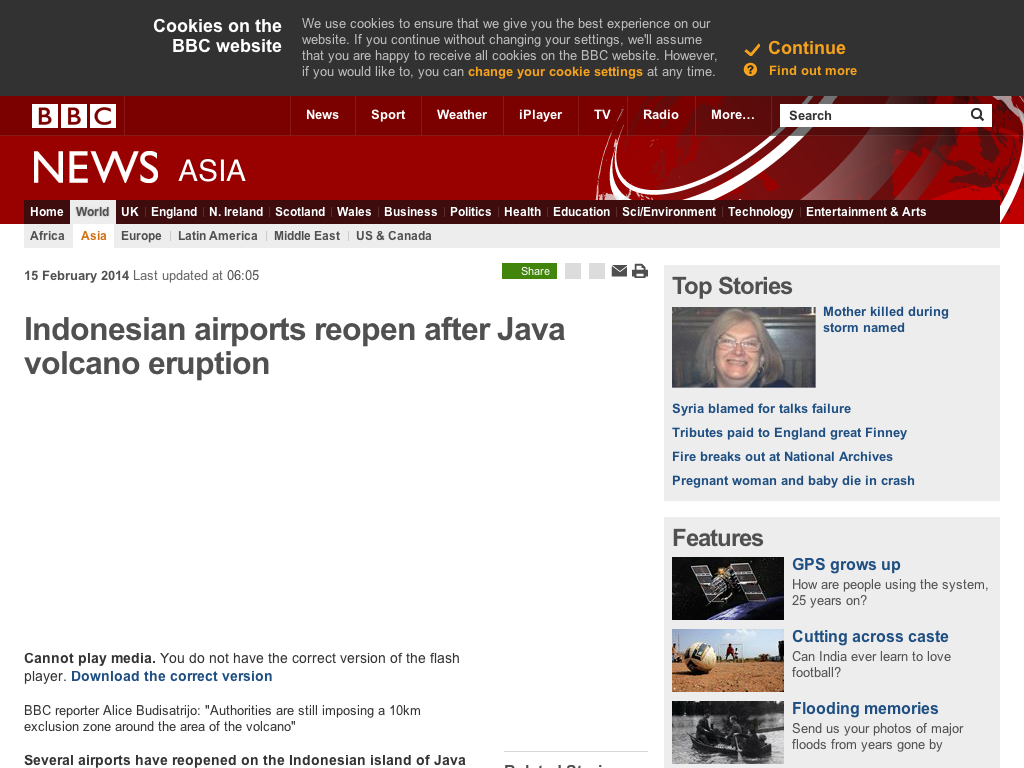 Cookies on the
BBC website
We use cookies to ensure that we give you the best experience on our
website. If you continue without changing your settings, we'll assume
that you are happy to receive all cookies on the BBC website. However,
if you would like to, you can change your cookie settings at any time.
Continue
Find out more
BBC
News Sport Weather iPlayer TV Radio More...
Search
NEWS ASIA
Home World UK England N. Ireland Scotland Wales Business Politics Health Education Sci/Environment Technology Entertainment & Arts
Africa Asia Europe Latin America Middle East US & Canada
15 February 2014 Last updated at 06:05
Share
Indonesian airports reopen after Java
volcano eruption
Cannot play media. You do not have the correct version of the flash
player. Download the correct version
BBC reporter Alice Budisatrijo: "Authorities are still imposing a 10km
exclusion zone around the area of the volcano"
Several airports have reopened on the Indonesian island of Java
Top Stories
Mother killed during
storm named
Syria blamed for talks failure
Tributes paid to England great Finney
Fire breaks out at National Archives
Pregnant woman and baby die in crash
Features
GPS grows up
How are people using the system,
25 years on?
Cutting across caste
Can India ever learn to love
football?
Flooding memories
Send us your photos of major
floods from years gone by